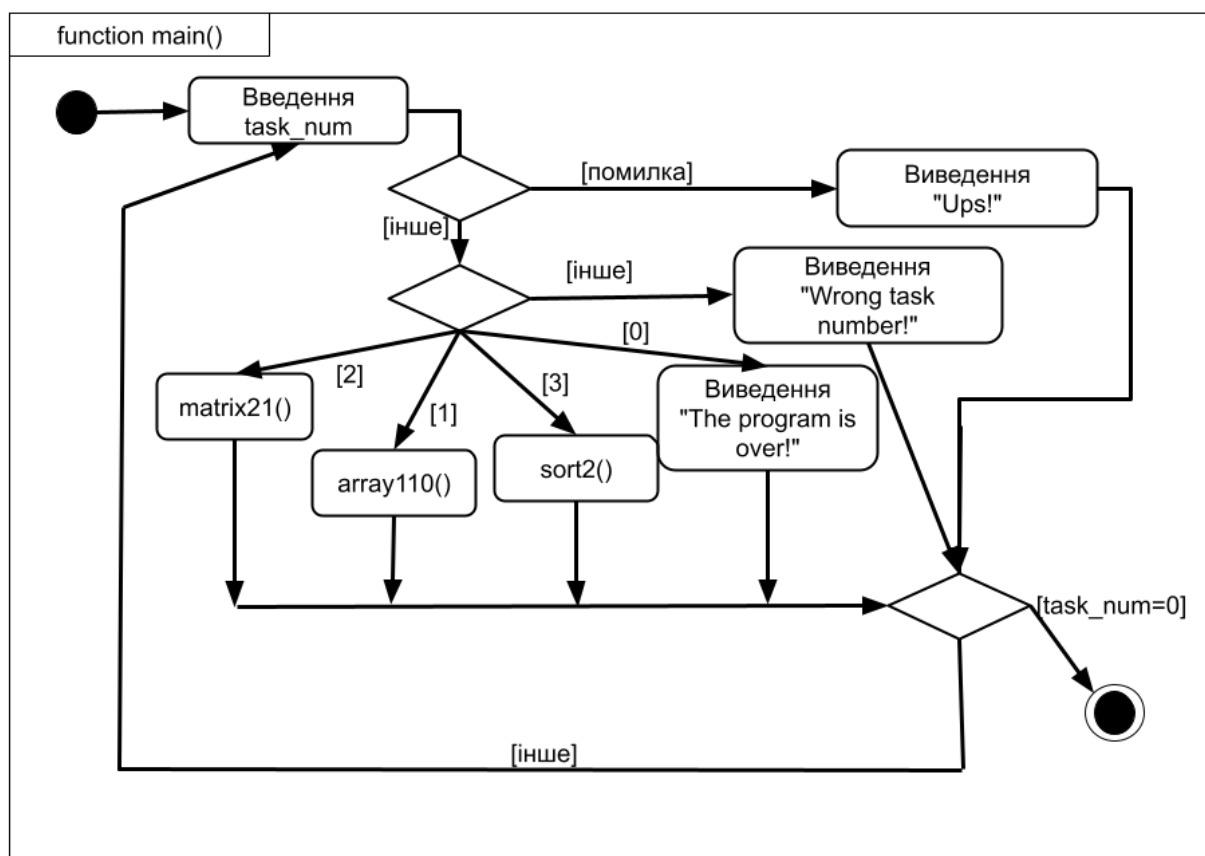 function main()
Введення
task_num
[помилка]
Виведення
"Ups!"
[інше]
[інше]
Виведення
"Wrong task
number!"
[0]
[2]
[3]
[1]
matrix21()
array110()
sort2()
Виведення
"The program is
over!"
[task_num=0]
[інше]